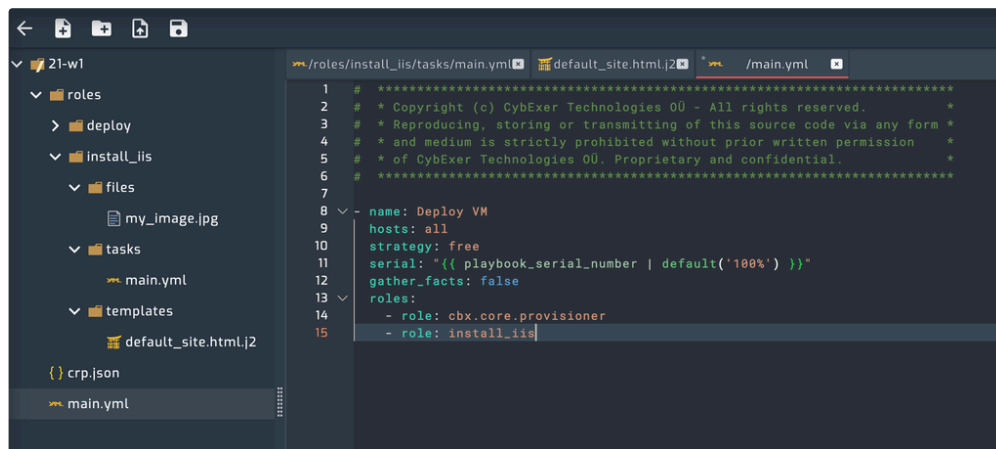 21-w1
roles
deploy
install_iis
files
my_image.jpg
tasks
main.yml
templates
default_site.html.j2
{} crp.json
main.yml
/roles/install_iis/tasks/main.yml
default_site.html.j2
* /main.yml
1 # ************************************************************************
2 # * Copyright (c) CybExer Technologies OÜ - All rights reserved. *
3 # * Reproducing, storing or transmitting of this source code via any form *
4 # * and medium is strictly prohibited without prior written permission *
5 # * of CybExer Technologies OÜ. Proprietary and confidential. *
6 # ************************************************************************
7
8 - name: Deploy VM
9 hosts: all
10 strategy: free
11 serial: "{{ playbook_serial_number | default('100%') }}"
12 gather_facts: false
13 roles:
14 - role: cbx.core.provisioner
15 - role: install_iis